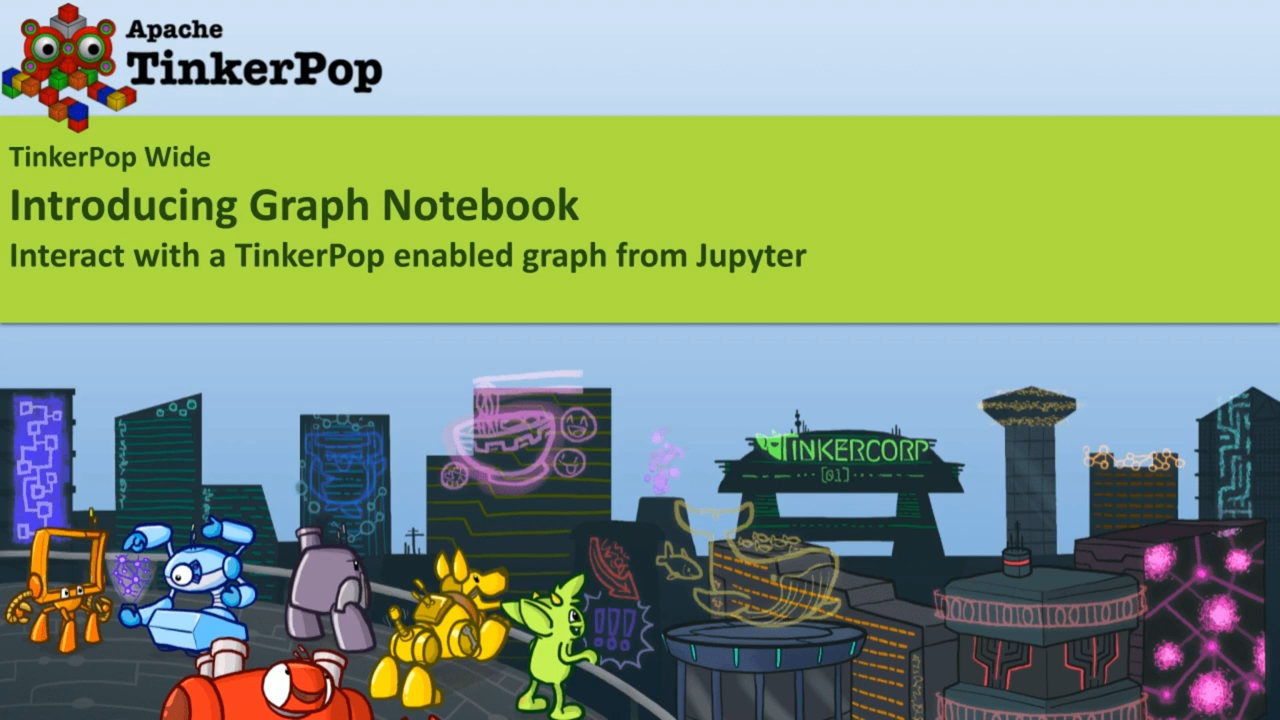 Apache
TinkerPop
TinkerPop Wide
Introducing Graph Notebook
Interact with a TinkerPop enabled graph from Jupyter
TINKERCORP
[01]
!!!